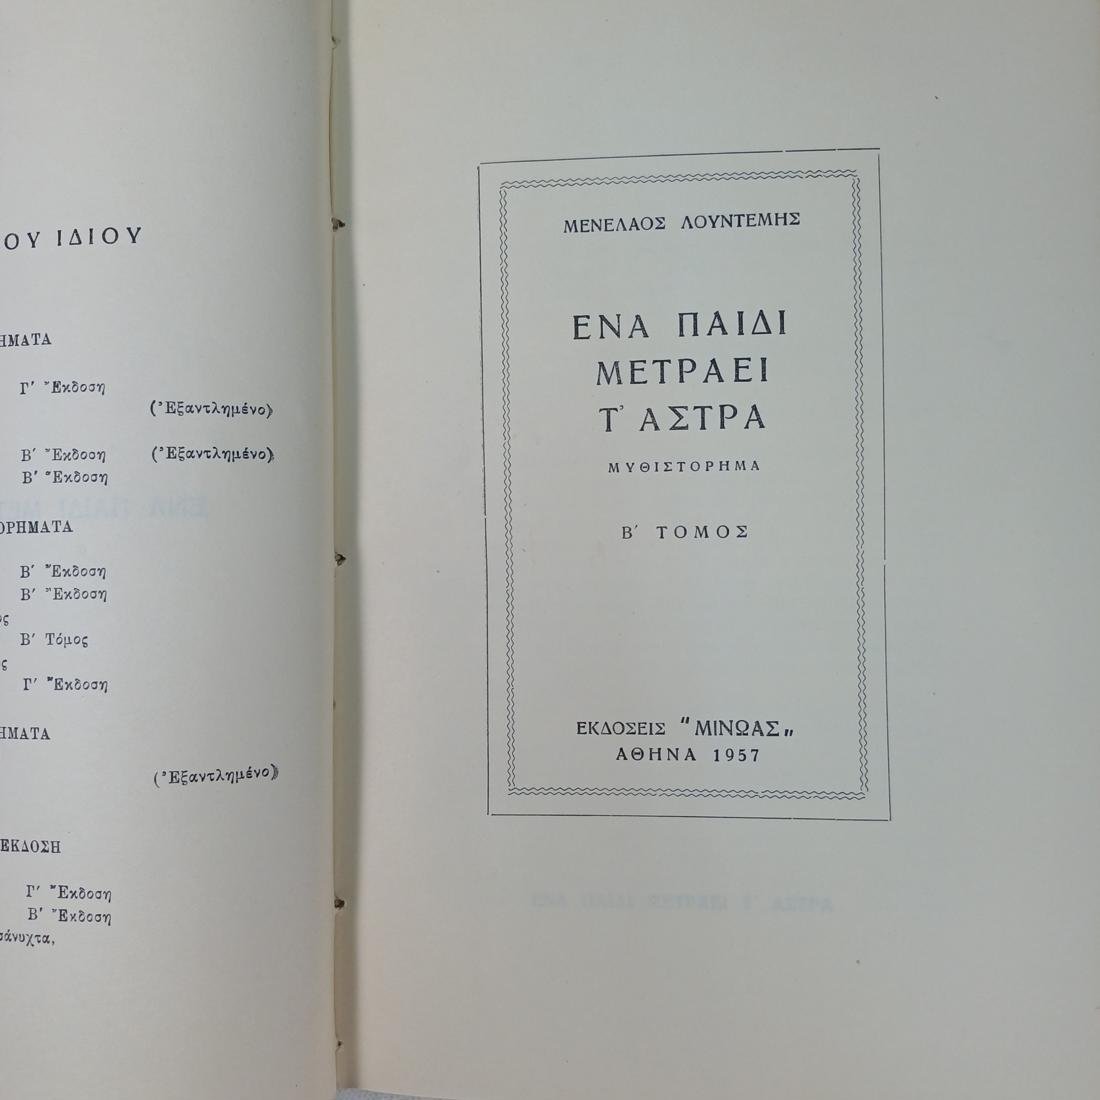 ΟΥ ΙΔΙΟΥ
ΗΜΑΤΑ
Γ′ Ἔκδοση
(Ἐξαντλημένο)
Β′ Ἔκδοση (Ἐξαντλημένο)
Β′ Ἔκδοση
ΟΡΗΜΑΤΑ
Β′ Ἔκδοση
Β′ Ἔκδοση
ος
Β′ Τόμος
ς
Γ′ Ἔκδοση
ΗΜΑΤΑ
(Ἐξαντλημένο)
ΕΚΔΟΣΗ
Γ′ Ἔκδοση
Β′ Ἔκδοση
σάνυχτα,
ΜΕΝΕΛΑΟΣ ΛΟΥΝΤΕΜΗΣ
ΕΝΑ ΠΑΙΔΙ
ΜΕΤΡΑΕΙ
Τ᾽ ΑΣΤΡΑ
ΜΥΘΙΣΤΟΡΗΜΑ
Β′ ΤΟΜΟΣ
ΕΚΔΟΣΕΙΣ "ΜΙΝΩΑΣ„
ΑΘΗΝΑ 1957